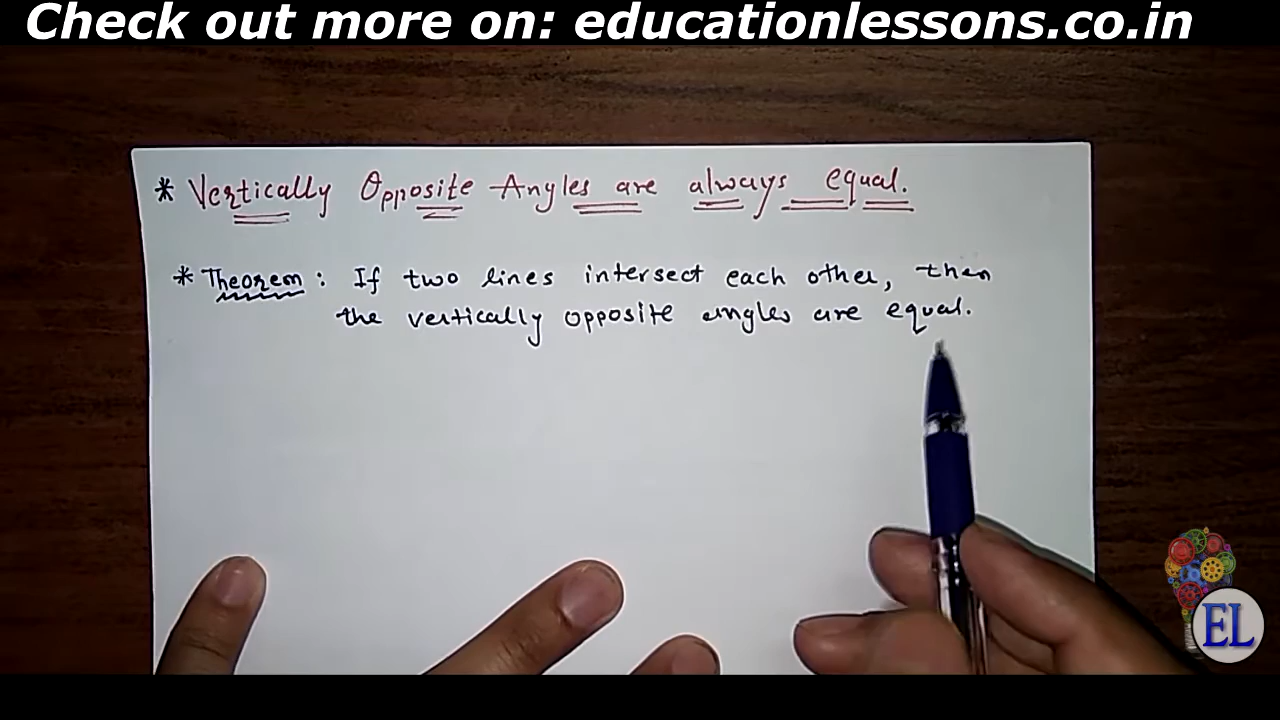 Check out more on: educationlessons.co.in
* Vertically Opposite Angles are always equal.
* Theorem : If two lines intersect each other, then
the vertically opposite angles are equal.
EL